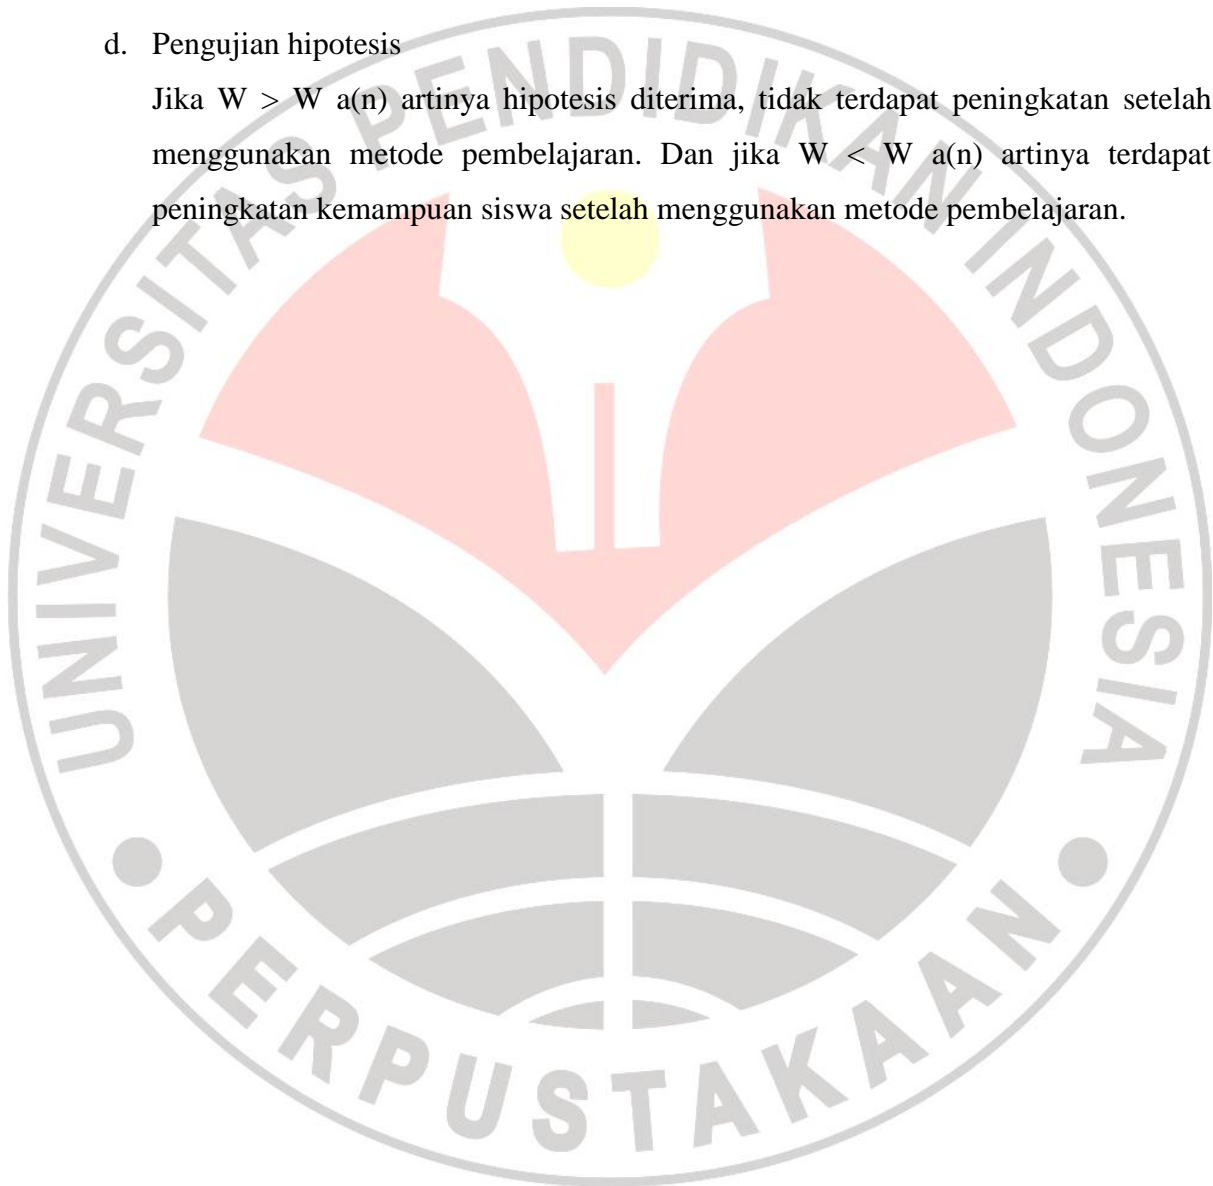 d. Pengujian hipotesis
Jika W > W a(n) artinya hipotesis diterima, tidak terdapat peningkatan setelah
menggunakan metode pembelajaran. Dan jika W < W a(n) artinya terdapat
peningkatan kemampuan siswa setelah menggunakan metode pembelajaran.
UNIVERSITAS PENDIDIKAN INDONESIA
PERPUSTAKAAN